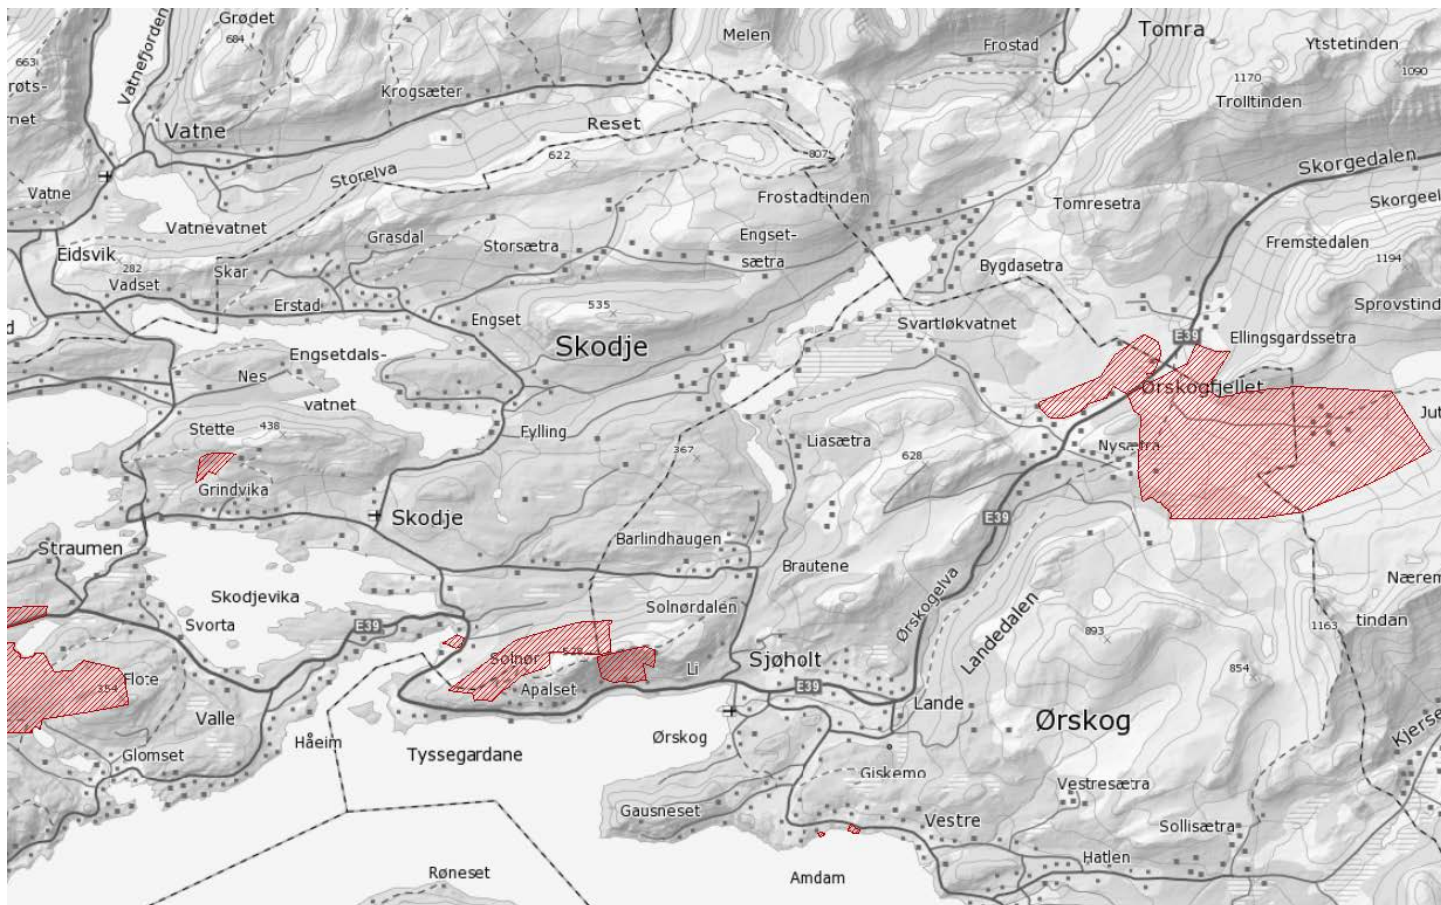 Grødet
684
Melen
Tomra
Frostad
Ytstetinden
1090
663
Vatnefjorden
1170
Trolltinden
Krogsæter
røts-
rnet
Vatne
Reset
622
807
Skorgedalen
Storelva
Vatne
Frostadtinden
Tomresetra
Skorgeel
Vatnevatnet
Grasdal
Storsætra
Engset-
sætra
Fremstedalen
1194
Eidsvik
282
Vadset
Skar
Bygdasetra
Erstad
Engset
535
Sprovstind
d
Svartløkvatnet
E39
Ellingsgardssetra
Skodje
Engsetdals-
vatnet
Nes
Ørskogfjellet
Jut
Stette
438
Fylling
Liasætra
Nysætra
367
628
Grindvika
Skodje
E39
Straumen
Barlindhaugen
Brautene
Skodjevika
Solnørdalen
Ørskogelva
Landedalen
Nærem
tindan
Svorta
E39
893
1163
Solnør
528
Sjøholt
Li
854
Flote
354
Apalset
E39
Lande
Valle
Ørskog
Håeim
Ørskog
Kjerse
Glomset
Tyssegardane
Giskemo
Vestresætra
Gausneset
Vestre
Sollisætra
Hatlen
Røneset
Amdam